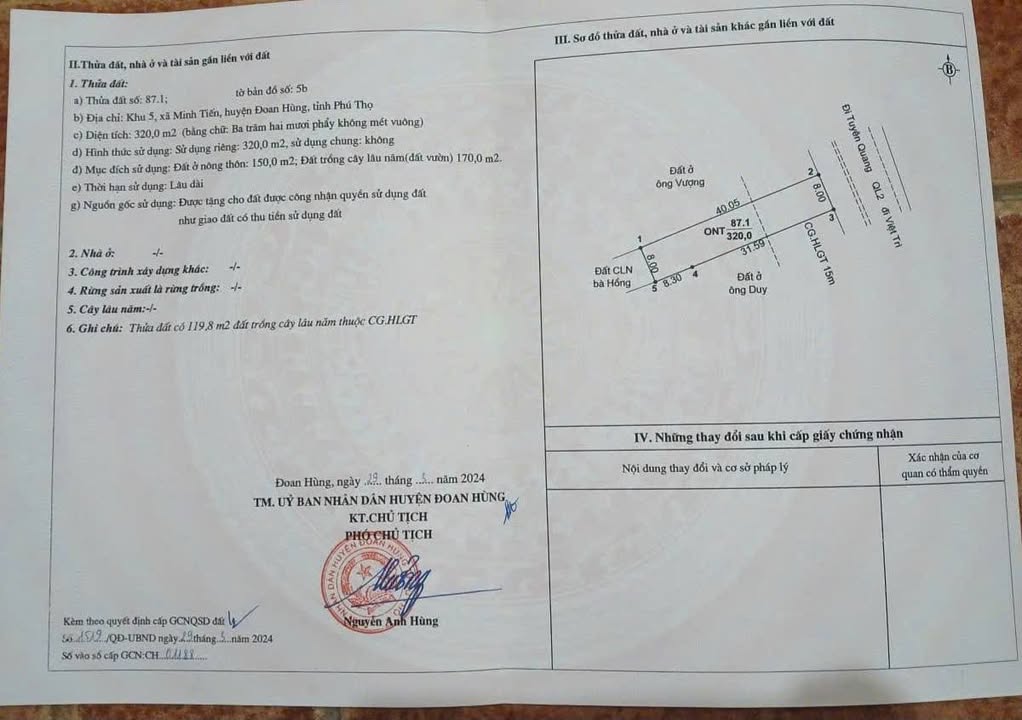 II.Thửa đất, nhà ở và tài sản gắn liền với đất
1. Thửa đất:
a) Thửa đất số: 87.1; tờ bản đồ số: 5b
b) Địa chỉ: Khu 5, xã Minh Tiến, huyện Đoan Hùng, tỉnh Phú Thọ
c) Diện tích: 320,0 m2 (bằng chữ: Ba trăm hai mươi phẩy không mét vuông)
d) Hình thức sử dụng: Sử dụng riêng: 320,0 m2, sử dụng chung: không
đ) Mục đích sử dụng: Đất ở nông thôn: 150,0 m2; Đất trồng cây lâu năm(đất vườn) 170,0 m2.
e) Thời hạn sử dụng: Lâu dài
g) Nguồn gốc sử dụng: Được tặng cho đất được công nhận quyền sử dụng đất
như giao đất có thu tiền sử dụng đất
2. Nhà ở: -/-
3. Công trình xây dựng khác: -/-
4. Rừng sản xuất là rừng trồng: -/-
5. Cây lâu năm:-/-
6. Ghi chú: Thửa đất có 119,8 m2 đất trồng cây lâu năm thuộc CG.HLGT
Đoan Hùng, ngày 29 tháng 3 năm 2024
TM. UỶ BAN NHÂN DÂN HUYỆN ĐOAN HÙNG
KT.CHỦ TỊCH
PHÓ CHỦ TỊCH
Nguyễn Anh Hùng
Kèm theo quyết định cấp GCNQSD đất
Số /QĐ-UBND ngày 29 tháng 3 năm 2024
Số vào sổ cấp GCN:CH 01188
III. Sơ đồ thửa đất, nhà ở và tài sản khác gắn liền với đất
B
Đi Tuyên Quang QL2 đi Việt Trì
Đất ở
ông Vượng
2
40.05
8.00
3
87.1
ONT 320,0
1
31.59
CG.HLGT 15m
8.00
Đất CLN
bà Hồng
5
8.30
4
Đất ở
ông Duy
IV. Những thay đổi sau khi cấp giấy chứng nhận
Nội dung thay đổi và cơ sở pháp lý
Xác nhận của cơ
quan có thẩm quyền